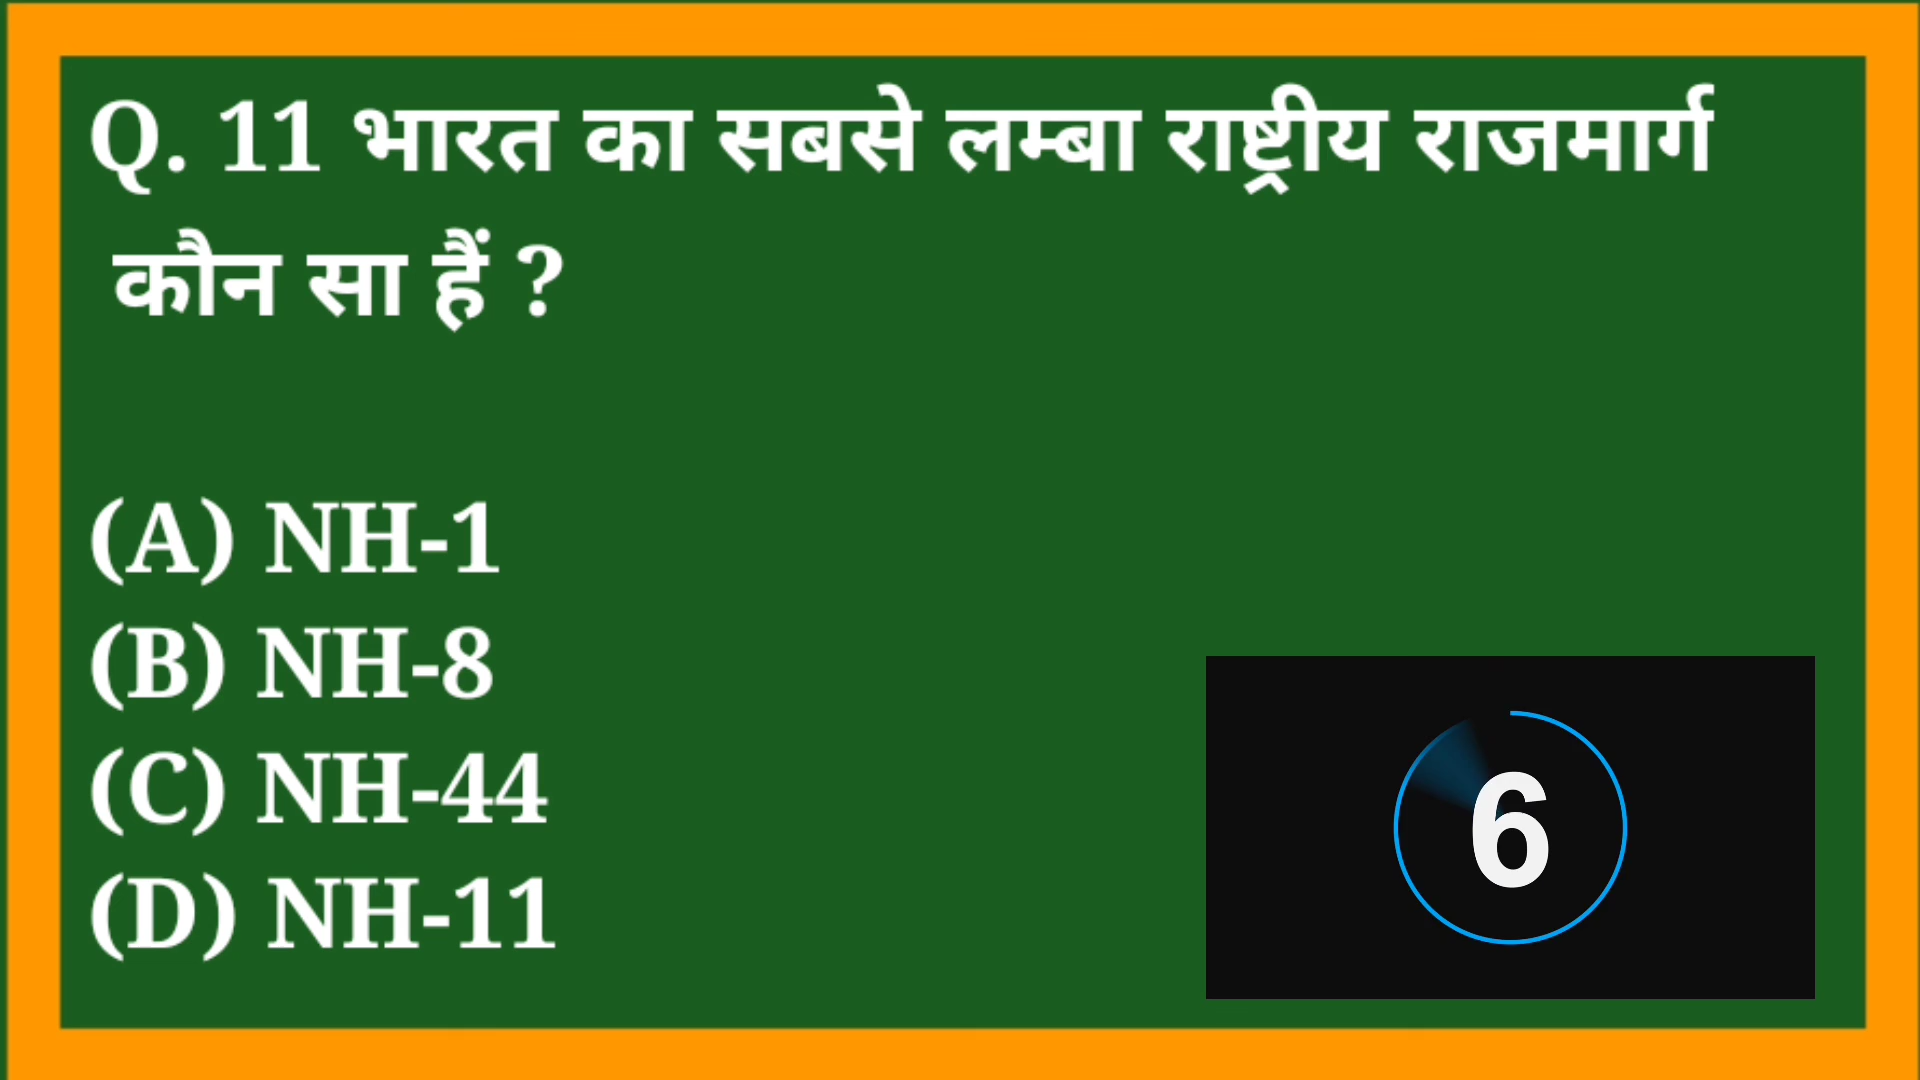 Q. 11 भारत का सबसे लम्बा राष्ट्रीय राजमार्ग
कौन सा हैं ?
(A) NH-1
(B) NH-8
(C) NH-44
(D) NH-11
6